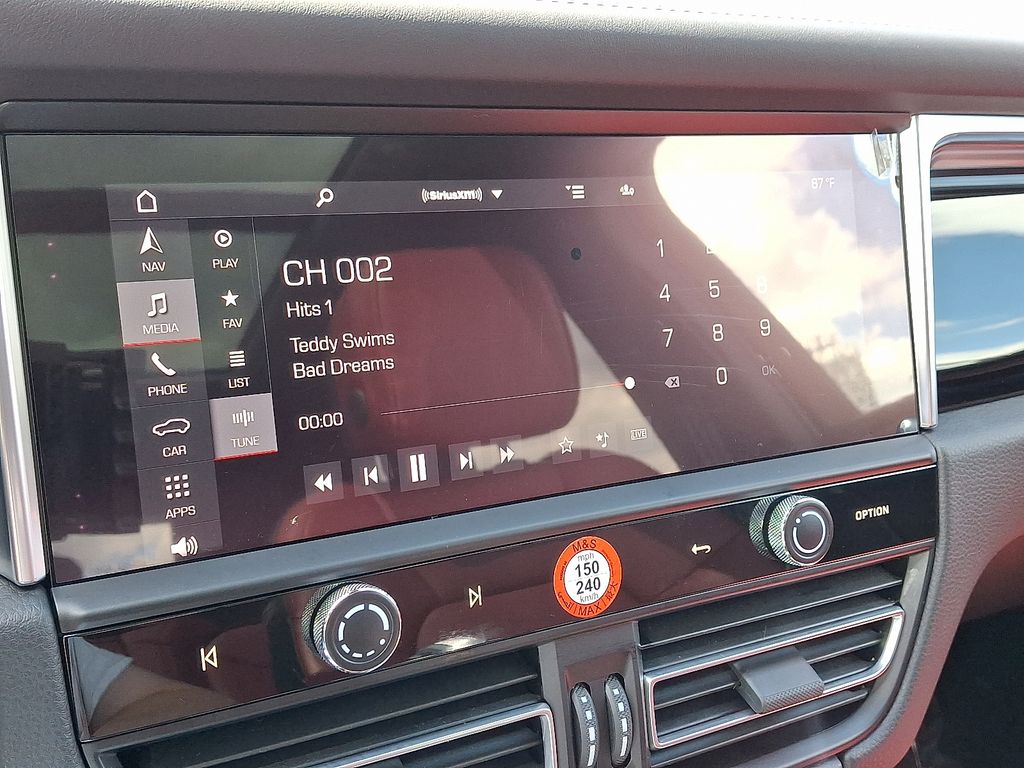 SiriusXM
87°F
NAV
PLAY
MEDIA
FAV
PHONE
LIST
CAR
TUNE
APPS
CH 002
Hits 1
Teddy Swims
Bad Dreams
00:00
1
4 5
7 8 9
0 OK
LIVE
OPTION
M&S
mph
150
240
km/h
MAX